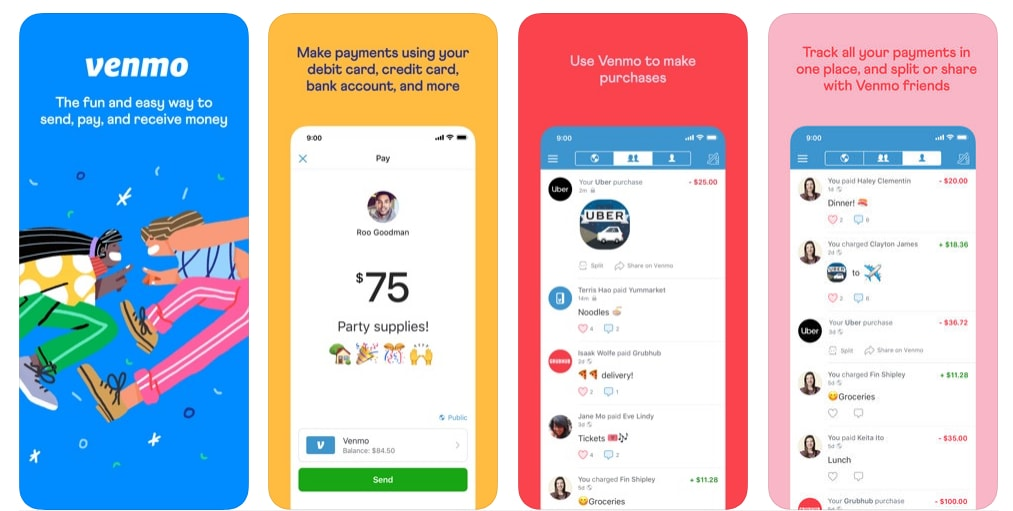 venmo
The fun and easy way to
send, pay, and receive money
Make payments using your
debit card, credit card,
bank account, and more
9:00
Pay
Roo Goodman
$75
Party supplies!
Public
V
Venmo
Balance: $84.50
Send
Use Venmo to make
purchases
9:00
Uber
Your Uber purchase
- $25.00
2m
UBER
Split
Share on Venmo
Terris Hao paid Yummarket
14m
Noodles
4
2
GRUBHUB
Isaak Wolfe paid Grubhub
2d
delivery!
2
1
Jane Mo paid Eve Lindy
3d
Tickets
4
2
You charged Fin Shipley
+ $11.28
5d
Groceries
Track all your payments in
one place, and split or share
with Venmo friends
9:00
You paid Haley Clementin
- $20.00
1d
Dinner!
2
6
You charged Clayton James
+ $18.36
2d
to
2
6
Uber
Your Uber purchase
- $36.72
3d
Split
Share on Venmo
You charged Fin Shipley
+ $11.28
5d
Groceries
You paid Keita Ito
- $35.00
5d
Lunch
Your Grubhub purchase
- $100.00